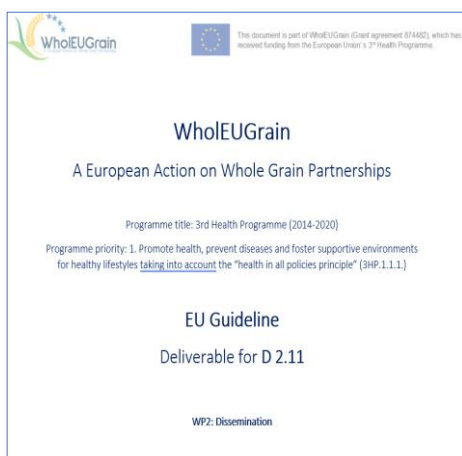 WholEUGrain
This document is part of WholEUGrain (Grant agreement 874482), which has
received funding from the European Union's 3rd Health Programme.
WholEUGrain
A European Action on Whole Grain Partnerships
Programme title: 3rd Health Programme (2014-2020)
Programme priority: 1. Promote health, prevent diseases and foster supportive environments
for healthy lifestyles taking into account the "health in all policies principle" (3HP.1.1.1.)
EU Guideline
Deliverable for D 2.11
WP2: Dissemination